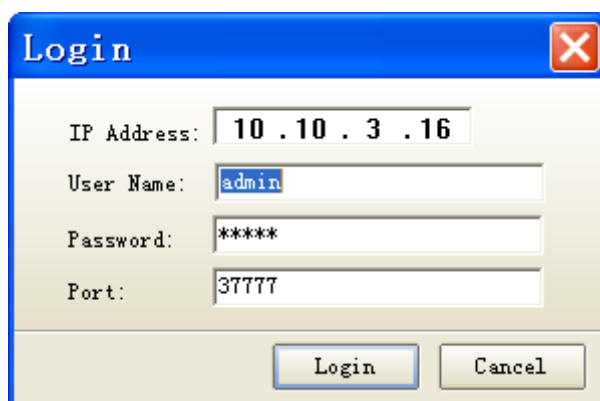 Login
IP Address: 10 .10 . 3 .16
User Name: admin
Password: *****
Port: 37777
Login Cancel